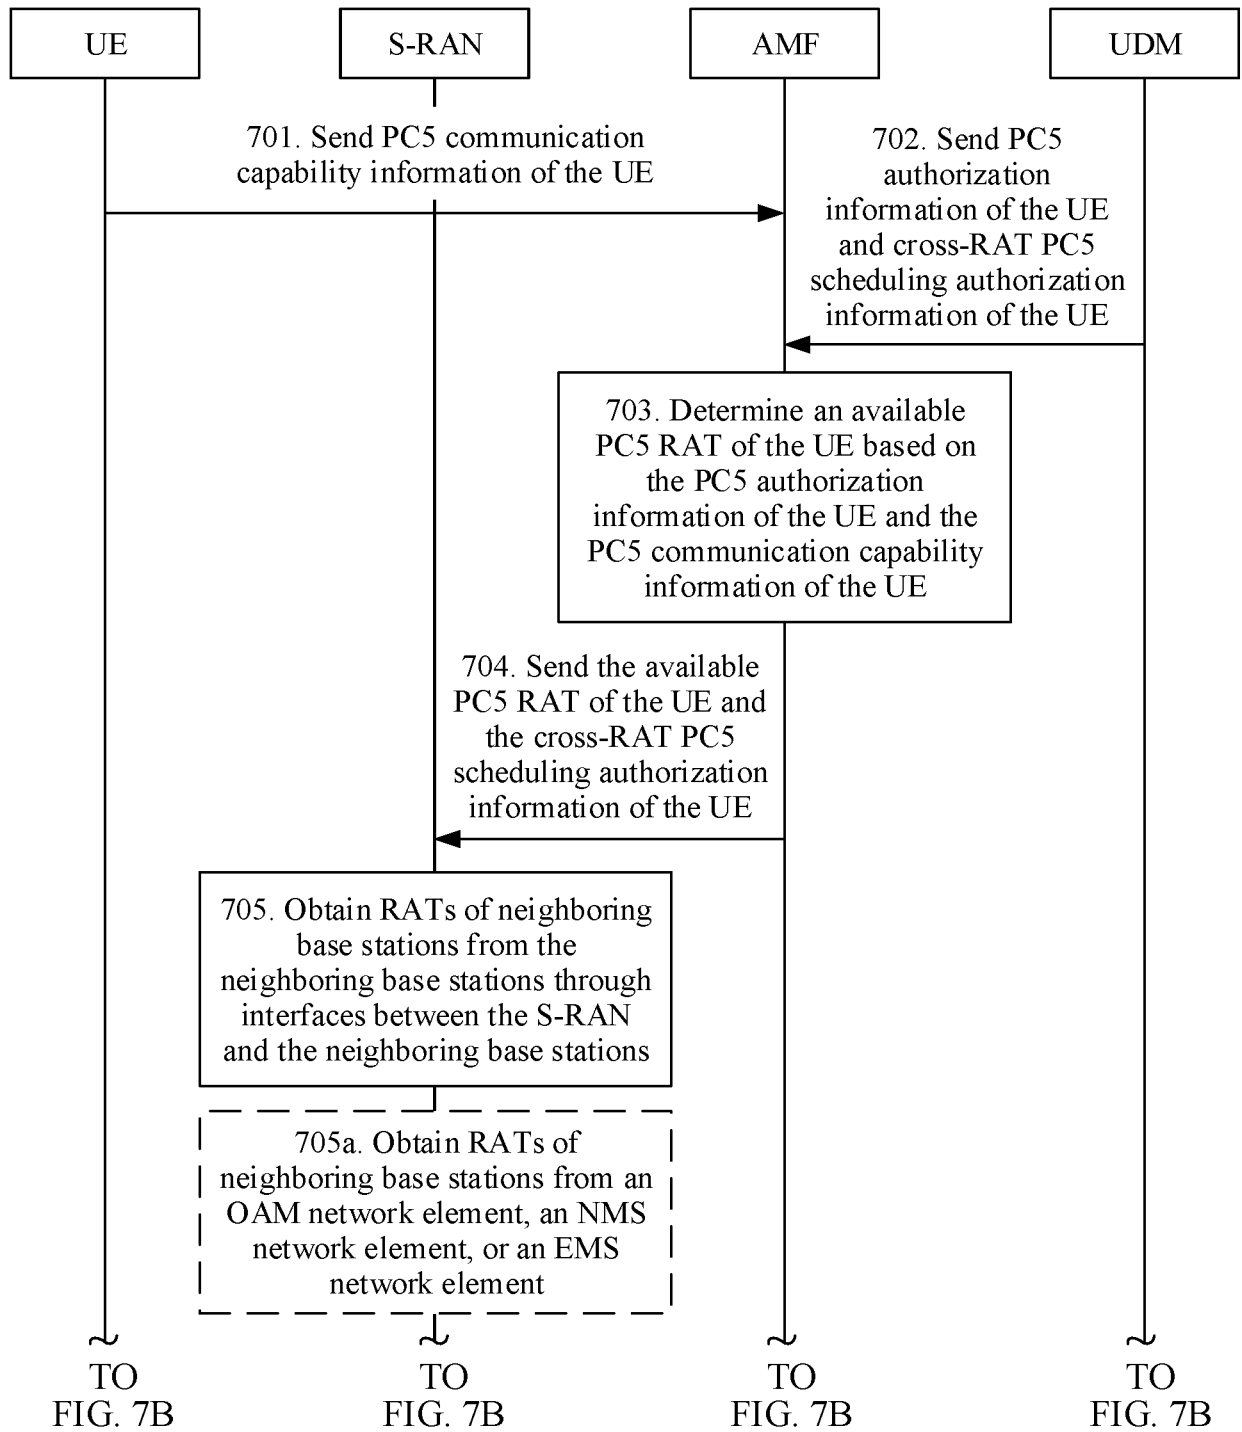 UE
S-RAN
AMF
UDM
701. Send PC5 communication
capability information of the UE
702. Send PC5
authorization
information of the UE
and cross-RAT PC5
scheduling authorization
information of the UE
703. Determine an available
PC5 RAT of the UE based on
the PC5 authorization
information of the UE and the
PC5 communication capability
information of the UE
704. Send the available
PC5 RAT of the UE and
the cross-RAT PC5
scheduling authorization
information of the UE
705. Obtain RATs of neighboring
base stations from the
neighboring base stations through
interfaces between the S-RAN
and the neighboring base stations
705a. Obtain RATs of
neighboring base stations from an
OAM network element, an NMS
network element, or an EMS
network element
TO
FIG. 7B
TO
FIG. 7B
TO
FIG. 7B
TO
FIG. 7B